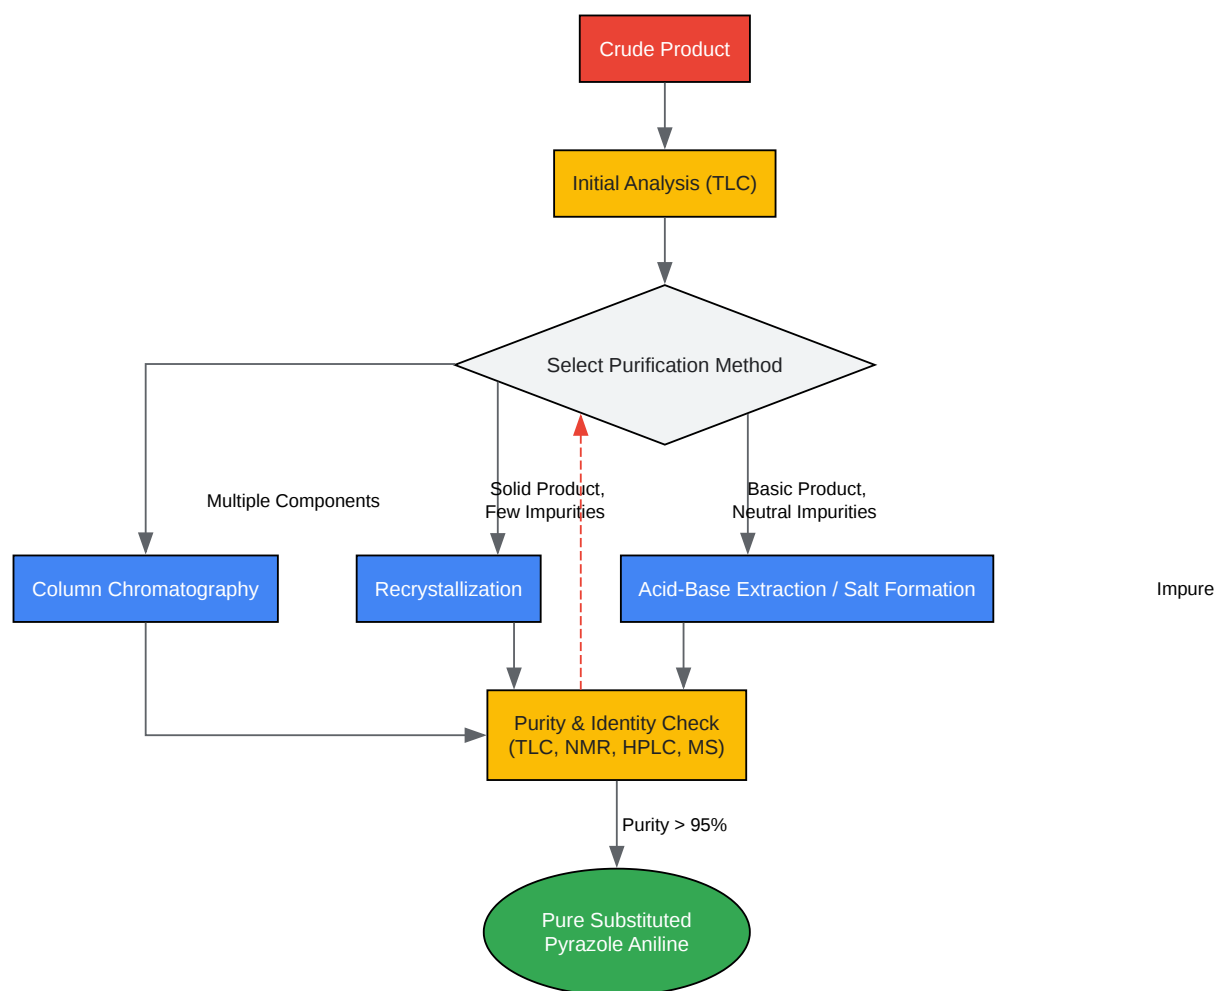 Crude Product
Initial Analysis (TLC)
Select Purification Method
Multiple Components
Solid Product,
Few Impurities
Basic Product,
Neutral Impurities
Column Chromatography
Recrystallization
Acid-Base Extraction / Salt Formation
Impure
Purity & Identity Check
(TLC, NMR, HPLC, MS)
Purity > 95%
Pure Substituted
Pyrazole Aniline